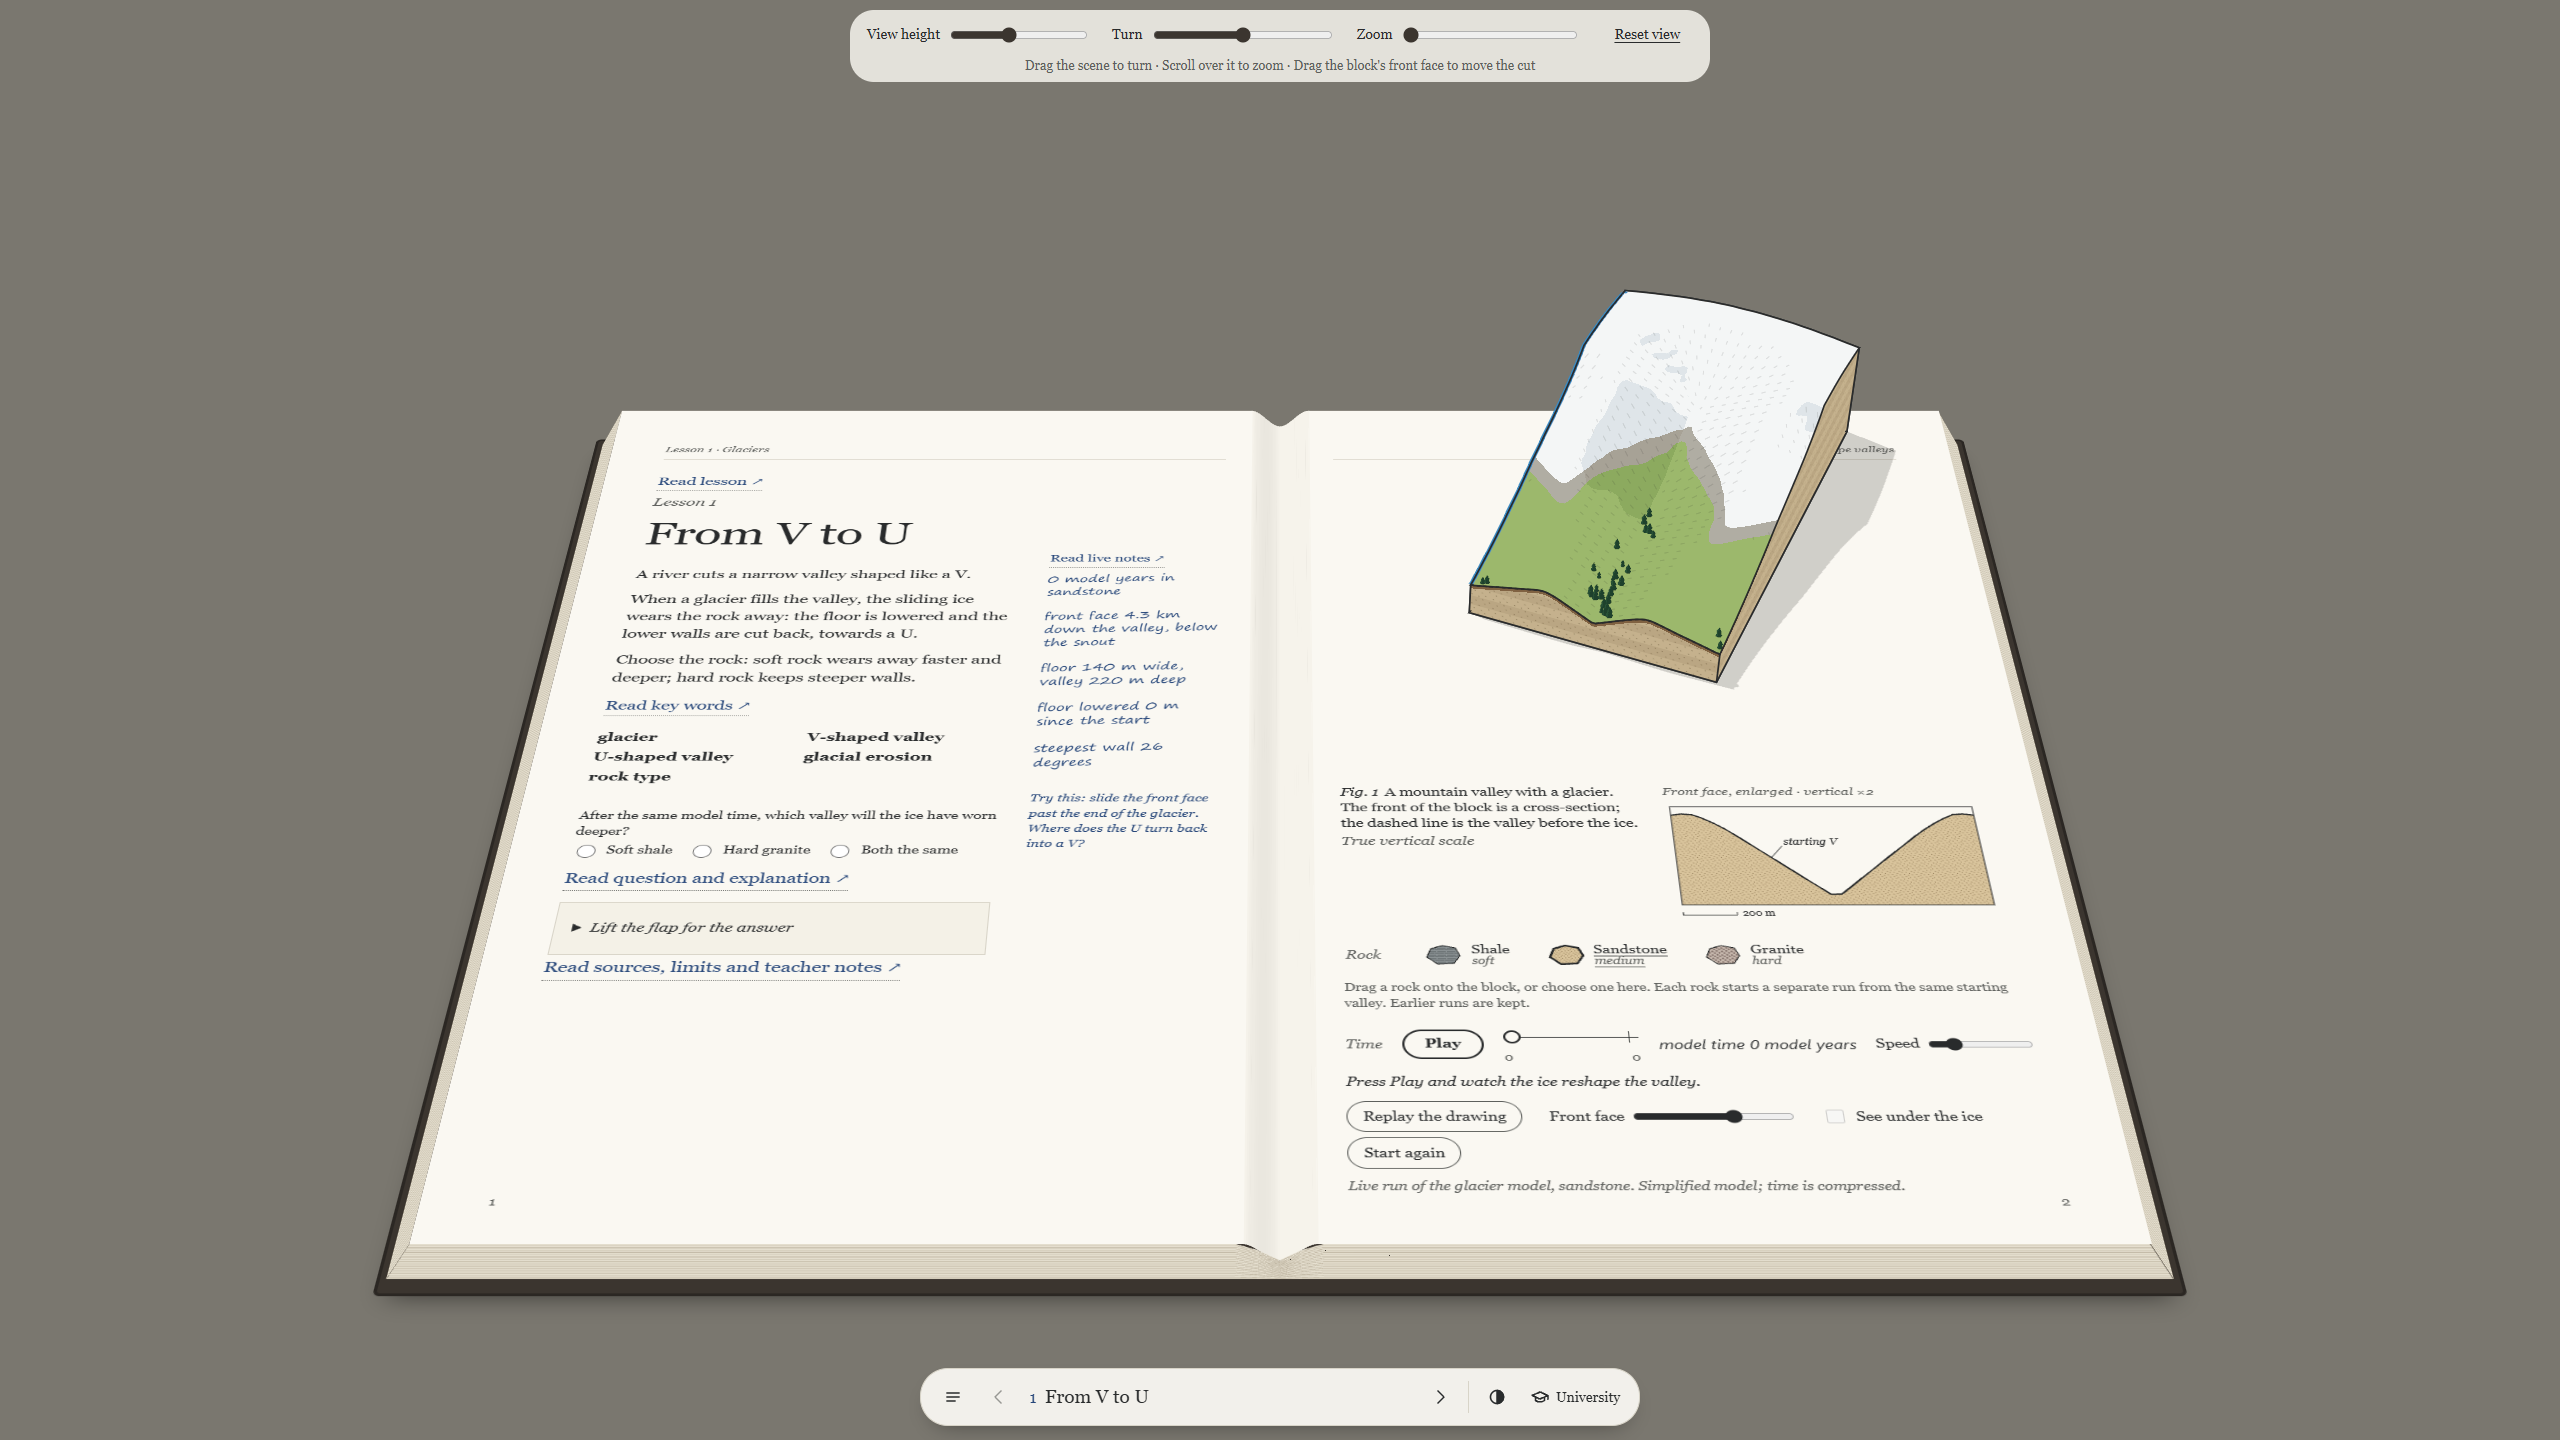 View height
Turn
Zoom
Reset view
Drag the scene to turn · Scroll over it to zoom · Drag the block's front face to move the cut
Lesson 1 · Glaciers
Read lesson ↗
Lesson 1
From V to U
A river cuts a narrow valley shaped like a V.
When a glacier fills the valley, the sliding ice
wears the rock away: the floor is lowered and the
lower walls are cut back, towards a U.
Choose the rock: soft rock wears away faster and
deeper; hard rock keeps steeper walls.
Read key words ↗
glacier
V-shaped valley
U-shaped valley
glacial erosion
rock type
After the same model time, which valley will the ice have worn
deeper?
Soft shale
Hard granite
Both the same
Read question and explanation ↗
▶ Lift the flap for the answer
Read sources, limits and teacher notes ↗
Read live notes ↗
0 model years in
sandstone
front face 4.3 km
down the valley, below
the snout
floor 140 m wide,
valley 220 m deep
floor lowered 0 m
since the start
steepest wall 26
degrees
Try this: slide the front face
past the end of the glacier.
Where does the U turn back
into a V?
1
valleys
Fig. 1 A mountain valley with a glacier.
The front of the block is a cross-section;
the dashed line is the valley before the ice.
True vertical scale
Front face, enlarged · vertical ×2
starting V
200 m
Rock
Shale
soft
Sandstone
medium
Granite
hard
Drag a rock onto the block, or choose one here. Each rock starts a separate run from the same starting
valley. Earlier runs are kept.
Time
Play
0
0
model time 0 model years
Speed
Press Play and watch the ice reshape the valley.
Replay the drawing
Front face
See under the ice
Start again
Live run of the glacier model, sandstone. Simplified model; time is compressed.
2
1 From V to U
University